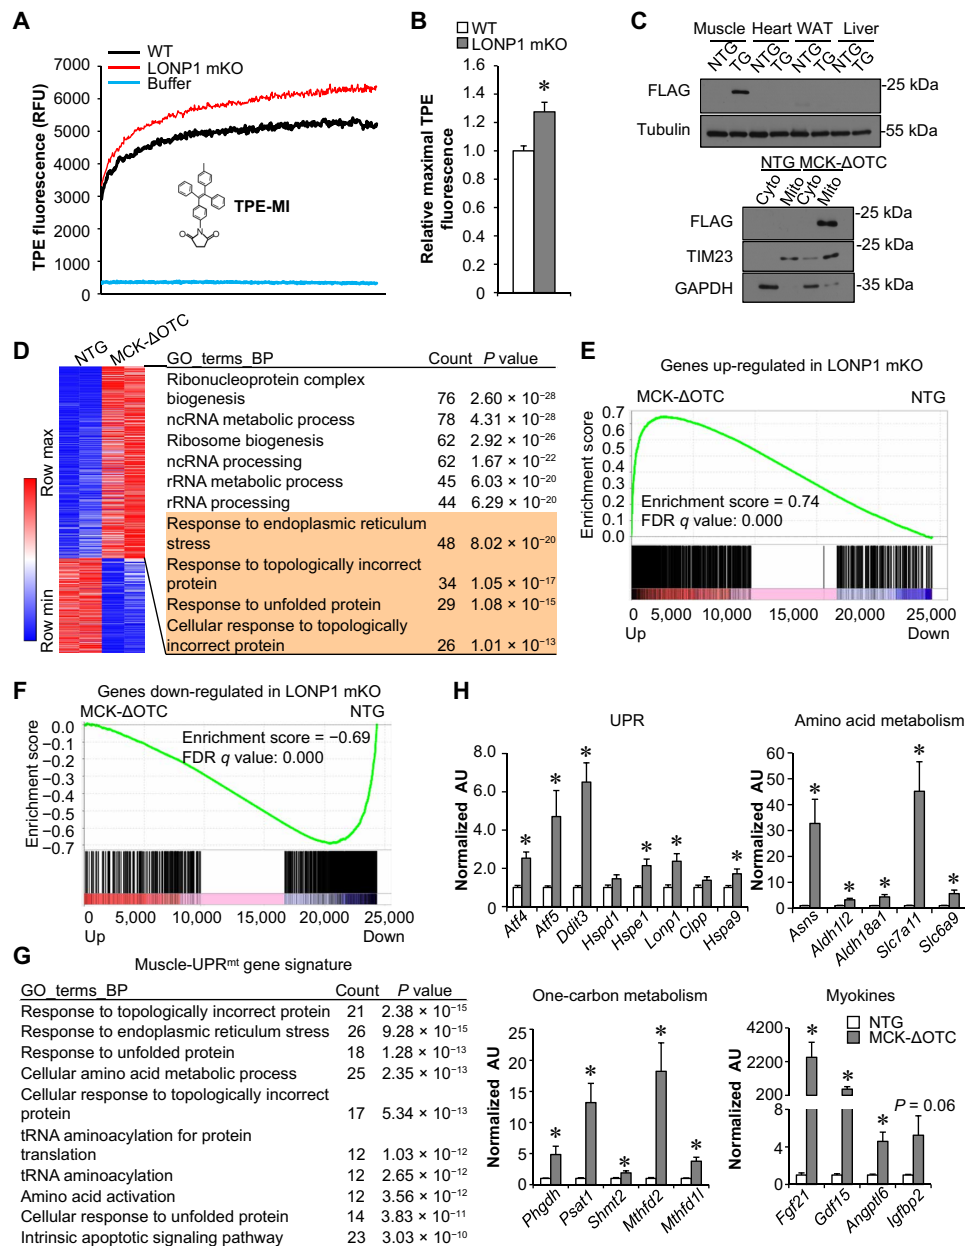 A
WT
LONP1 mKO
Buffer
TPE fluorescence (RFU)
7000
6000
5000
4000
3000
2000
1000
0
TPE-MI
N
O
O
B
WT
LONP1 mKO
Relative maximal TPE
fluorescence
1.6
1.4
1.2
1.0
0.8
0.6
0.4
0.2
0
*
C
Muscle Heart WAT Liver
NTG TG NTG TG NTG TG NTG TG
FLAG
-25 kDa
Tubulin
-55 kDa
NTG MCK-ΔOTC
Cyto Mito Cyto Mito
FLAG
-25 kDa
TIM23
-25 kDa
GAPDH
-35 kDa
D
NTG MCK-ΔOTC
Row max
Row min
GO_terms_BP Count P value
Ribonucleoprotein complex
biogenesis 76 2.60 × 10⁻²⁸
ncRNA metabolic process 78 4.31 × 10⁻²⁸
Ribosome biogenesis 62 2.92 × 10⁻²⁶
ncRNA processing 62 1.67 × 10⁻²²
rRNA metabolic process 45 6.03 × 10⁻²⁰
rRNA processing 44 6.29 × 10⁻²⁰
Response to endoplasmic reticulum
stress 48 8.02 × 10⁻²⁰
Response to topologically incorrect
protein 34 1.05 × 10⁻¹⁷
Response to unfolded protein 29 1.08 × 10⁻¹⁵
Cellular response to topologically
incorrect protein 26 1.01 × 10⁻¹³
E
Genes up-regulated in LONP1 mKO
MCK-ΔOTC NTG
Enrichment score
0.7
0.6
0.5
0.4
0.3
0.2
0.1
0.0
Enrichment score = 0.74
FDR q value: 0.000
0 5,000 10,000 15,000 20,000 25,000
Up Down
F
Genes down-regulated in LONP1 mKO
MCK-ΔOTC NTG
Enrichment score
0.0
−0.1
−0.2
−0.3
−0.4
−0.5
−0.6
−0.7
Enrichment score = −0.69
FDR q value: 0.000
0 5,000 10,000 15,000 20,000 25,000
Up Down
G
Muscle-UPRᵐᵗ gene signature
GO_terms_BP Count P value
Response to topologically incorrect protein 21 2.38 × 10⁻¹⁵
Response to endoplasmic reticulum stress 26 9.28 × 10⁻¹⁵
Response to unfolded protein 18 1.28 × 10⁻¹³
Cellular amino acid metabolic process 25 2.35 × 10⁻¹³
Cellular response to topologically incorrect
protein 17 5.34 × 10⁻¹³
tRNA aminoacylation for protein
translation 12 1.03 × 10⁻¹²
tRNA aminoacylation 12 2.65 × 10⁻¹²
Amino acid activation 12 3.56 × 10⁻¹²
Cellular response to unfolded protein 14 3.83 × 10⁻¹¹
Intrinsic apoptotic signaling pathway 23 3.03 × 10⁻¹⁰
H
UPR
Normalized AU
8.0
6.0
4.0
2.0
0.0
* * * * * *
Atf4 Atf5 Ddit3 Hspd1 Hspe1 Lonp1 Clpp Hspa9
Amino acid metabolism
Normalized AU
60
50
40
30
20
10
0
* * * * *
Asns Aldh1l2 Aldh18a1 Slc7a11 Slc6a9
One-carbon metabolism
Normalized AU
25
20
15
10
5
0
* * * * *
Phgdh Psat1 Shmt2 Mthfd2 Mthfd1l
Myokines
NTG
MCK-ΔOTC
Normalized AU
4200
2200
200
8
4
0
* * *
P = 0.06
Fgf21 Gdf15 Angptl6 Igfbp2